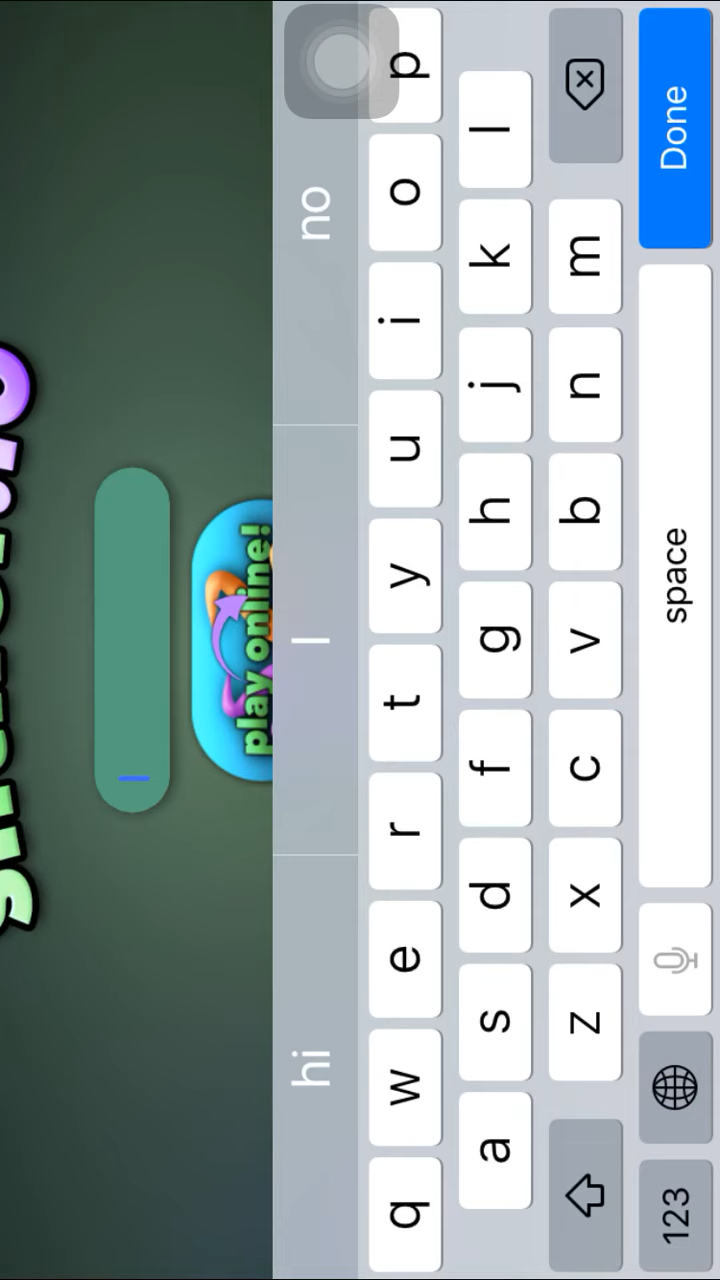 play online!
hi I no
q w e r t y u i o p
a s d f g h j k l
z x c v b n m
123 space Done